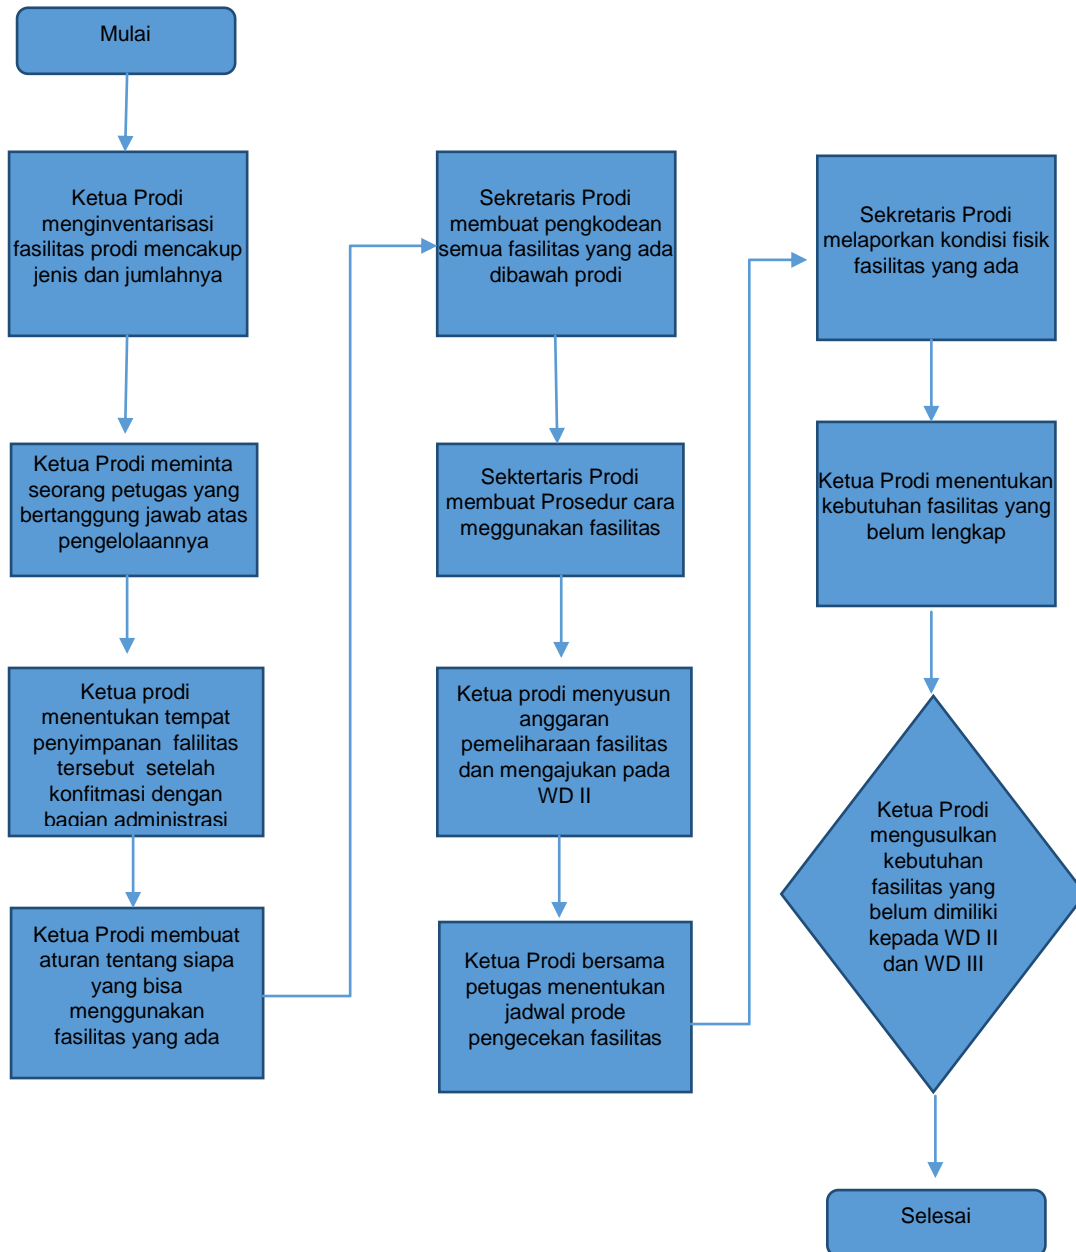 Mulai
Ketua Prodi
menginventarisasi
fasilitas prodi mencakup
jenis dan jumlahnya
Ketua Prodi meminta
seorang petugas yang
bertanggung jawab atas
pengelolaannya
Ketua prodi
menentukan tempat
penyimpanan falilitas
tersebut setelah
konfitmasi dengan
bagian administrasi
Ketua Prodi membuat
aturan tentang siapa
yang bisa
menggunakan
fasilitas yang ada
Sekretaris Prodi
membuat pengkodean
semua fasilitas yang ada
dibawah prodi
Sektertaris Prodi
membuat Prosedur cara
meggunakan fasilitas
Ketua prodi menyusun
anggaran
pemeliharaan fasilitas
dan mengajukan pada
WD II
Ketua Prodi bersama
petugas menentukan
jadwal prode
pengecekan fasilitas
Sekretaris Prodi
melaporkan kondisi fisik
fasilitas yang ada
Ketua Prodi menentukan
kebutuhan fasilitas yang
belum lengkap
Ketua Prodi
mengusulkan
kebutuhan
fasilitas yang
belum dimiliki
kepada WD II
dan WD III
Selesai